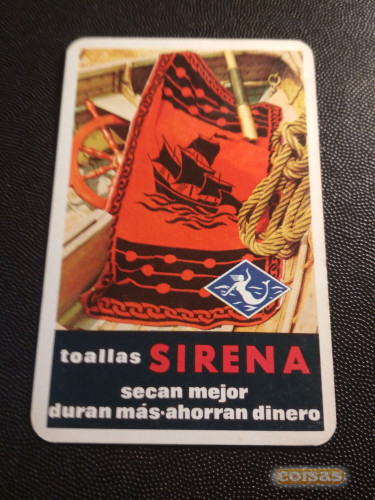 toallas SIRENA
secan mejor
duran más·ahorran dinero
coisas